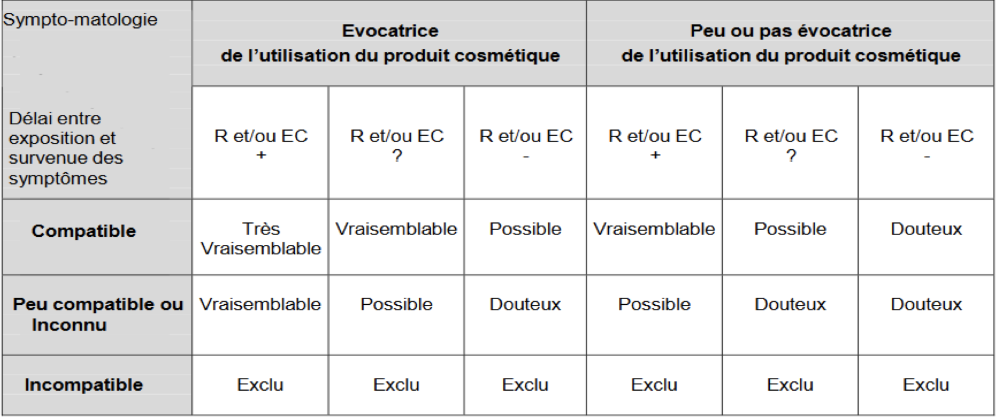 Sympto-matologie
Evocatrice
de l'utilisation du produit cosmétique
Peu ou pas évocatrice
de l'utilisation du produit cosmétique
Délai entre
exposition et
survenue des
symptômes
R et/ou EC
+
R et/ou EC
?
R et/ou EC
-
R et/ou EC
+
R et/ou EC
?
R et/ou EC
-
Compatible
Très
Vraisemblable
Vraisemblable
Possible
Vraisemblable
Possible
Douteux
Peu compatible ou
Inconnu
Vraisemblable
Possible
Douteux
Possible
Douteux
Douteux
Incompatible
Exclu
Exclu
Exclu
Exclu
Exclu
Exclu